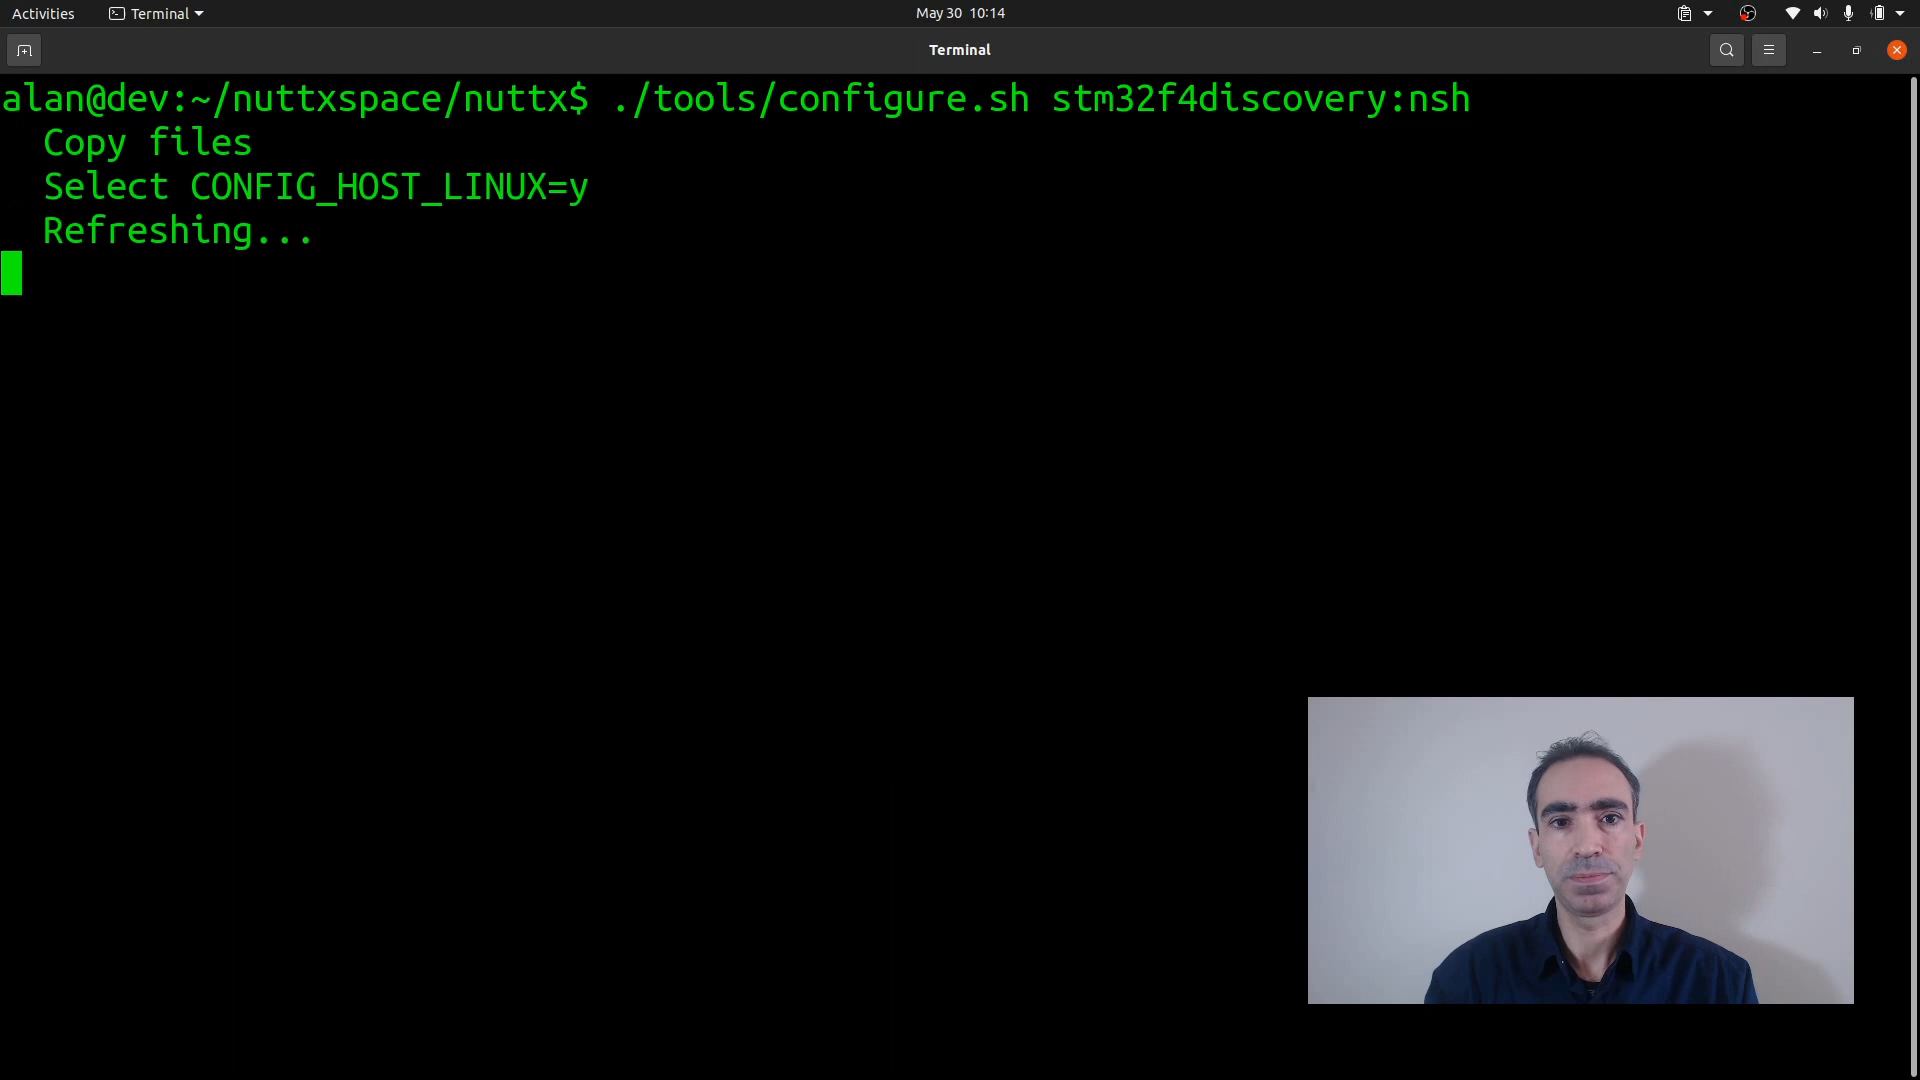 Activities Terminal May 30 10:14
Terminal
alan@dev:~/nuttxspace/nuttx$ ./tools/configure.sh stm32f4discovery:nsh
  Copy files
  Select CONFIG_HOST_LINUX=y
  Refreshing...